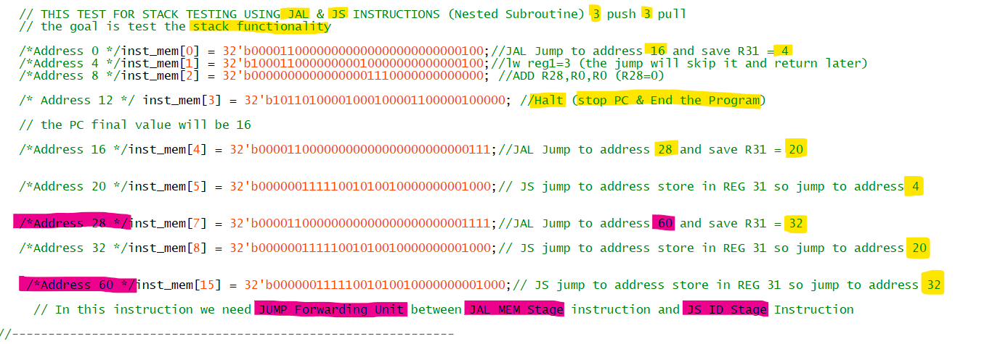 // THIS TEST FOR STACK TESTING USING JAL & JS INSTRUCTIONS (Nested Subroutine) 3 push 3 pull
// the goal is test the stack functionality
/*Address 0 */inst_mem[0] = 32'b00001100000000000000000000000100;//JAL Jump to address 16 and save R31 = 4
/*Address 4 */inst_mem[1] = 32'b10001100000000010000000000000100;//lw reg1=3 (the jump will skip it and return later)
/*Address 8 */inst_mem[2] = 32'b00000000000000001110000000000000; //ADD R28,R0,R0 (R28=0)
/* Address 12 */ inst_mem[3] = 32'b10110100001000100001100000100000; //Halt (stop PC & End the Program)
// the PC final value will be 16
/*Address 16 */inst_mem[4] = 32'b00001100000000000000000000000111;//JAL Jump to address 28 and save R31 = 20
/*Address 20 */inst_mem[5] = 32'b00000011111001010010000000001000;// JS jump to address store in REG 31 so jump to address 4
/*Address 28 */inst_mem[7] = 32'b00001100000000000000000000001111;//JAL Jump to address 60 and save R31 = 32
/*Address 32 */inst_mem[8] = 32'b00000011111001010010000000001000;// JS jump to address store in REG 31 so jump to address 20
/*Address 60 */inst_mem[15] = 32'b00000011111001010010000000001000;// JS jump to address store in REG 31 so jump to address 32
// In this instruction we need JUMP Forwarding Unit between JAL MEM Stage instruction and JS ID Stage Instruction
//-------------------------------------------------------------